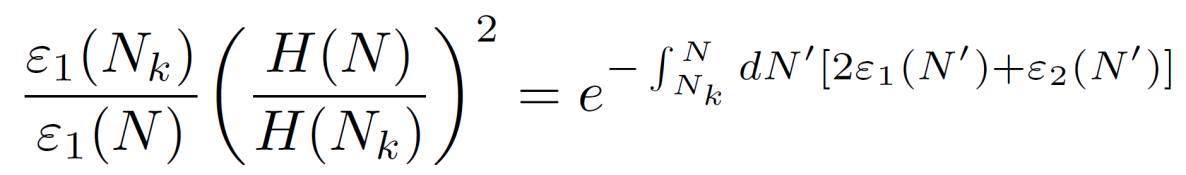 \frac{\varepsilon_1(N_k)}{\varepsilon_1(N)} \left( \frac{H(N)}{H(N_k)} \right)^2 = e^{-\int_{N_k}^{N} dN'[2\varepsilon_1(N')+\varepsilon_2(N')]}